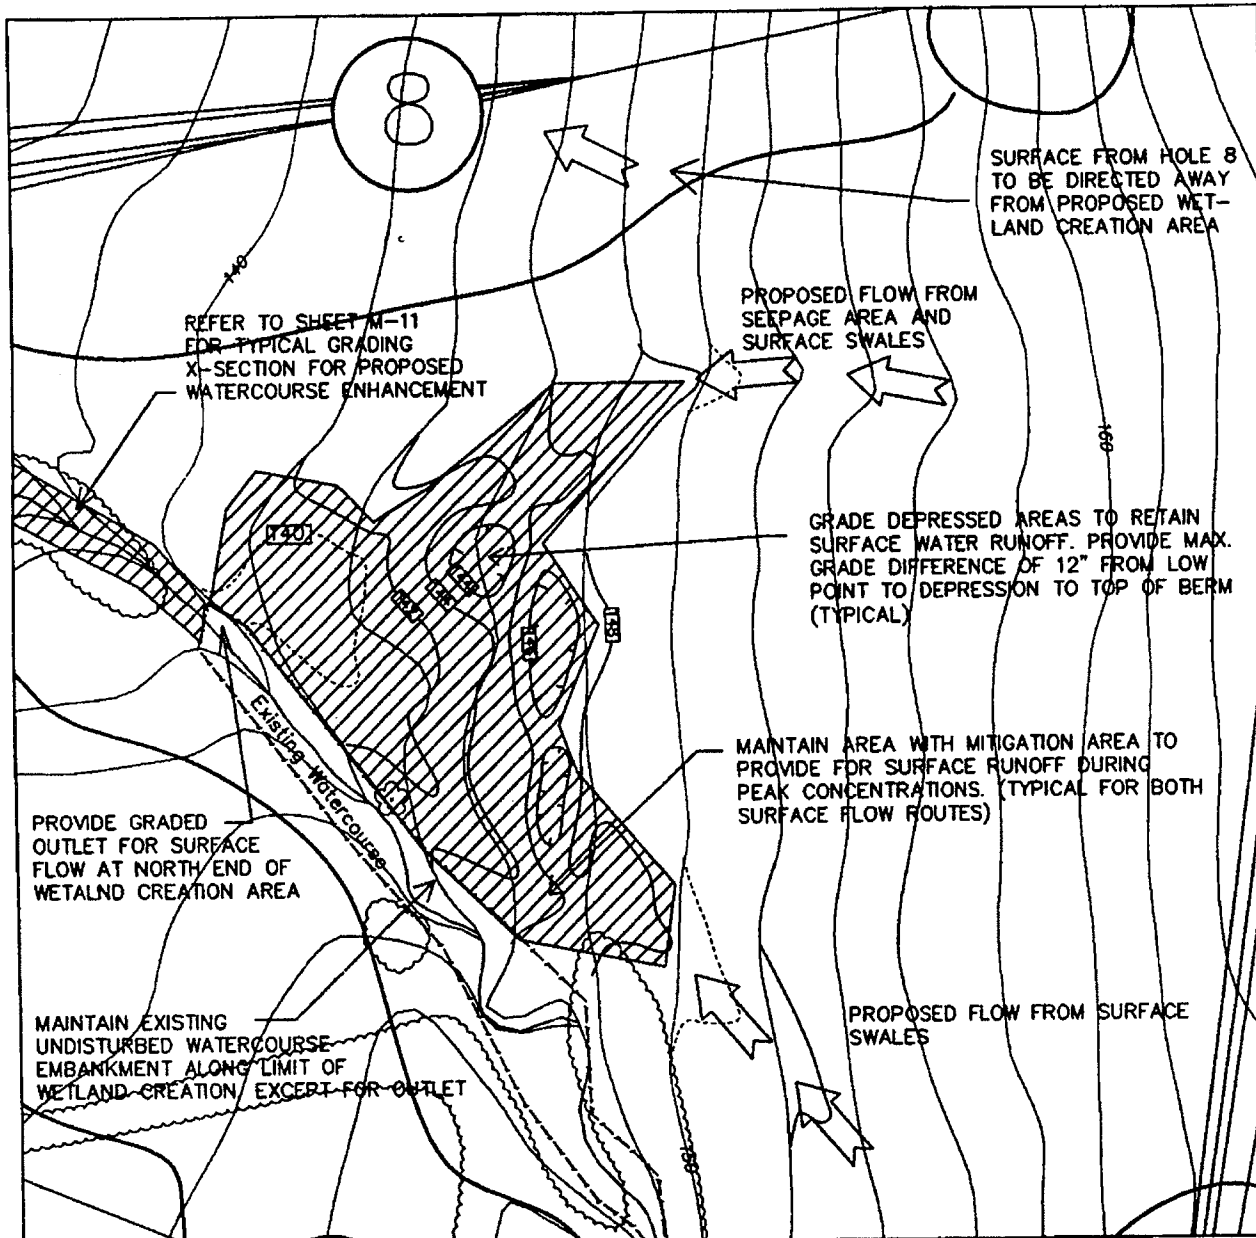 8
SURFACE FROM HOLE 8
TO BE DIRECTED AWAY
FROM PROPOSED WET-
LAND CREATION AREA
140
PROPOSED FLOW FROM
SEEPAGE AREA AND
SURFACE SWALES
REFER TO SHEET M-11
FOR TYPICAL GRADING
X-SECTION FOR PROPOSED
WATERCOURSE ENHANCEMENT
160
GRADE DEPRESSED AREAS TO RETAIN
SURFACE WATER RUNOFF. PROVIDE MAX.
GRADE DIFFERENCE OF 12" FROM LOW
POINT TO DEPRESSION TO TOP OF BERM
(TYPICAL)
140
148
Existing Watercourse
MAINTAIN AREA WITH MITIGATION AREA TO
PROVIDE FOR SURFACE RUNOFF DURING
PEAK CONCENTRATIONS. (TYPICAL FOR BOTH
SURFACE FLOW ROUTES)
PROVIDE GRADED
OUTLET FOR SURFACE
FLOW AT NORTH END OF
WETALND CREATION AREA
MAINTAIN EXISTING
UNDISTURBED WATERCOURSE
EMBANKMENT ALONG LIMIT OF
WETLAND CREATION EXCEPT FOR OUTLET
PROPOSED FLOW FROM SURFACE
SWALES
150